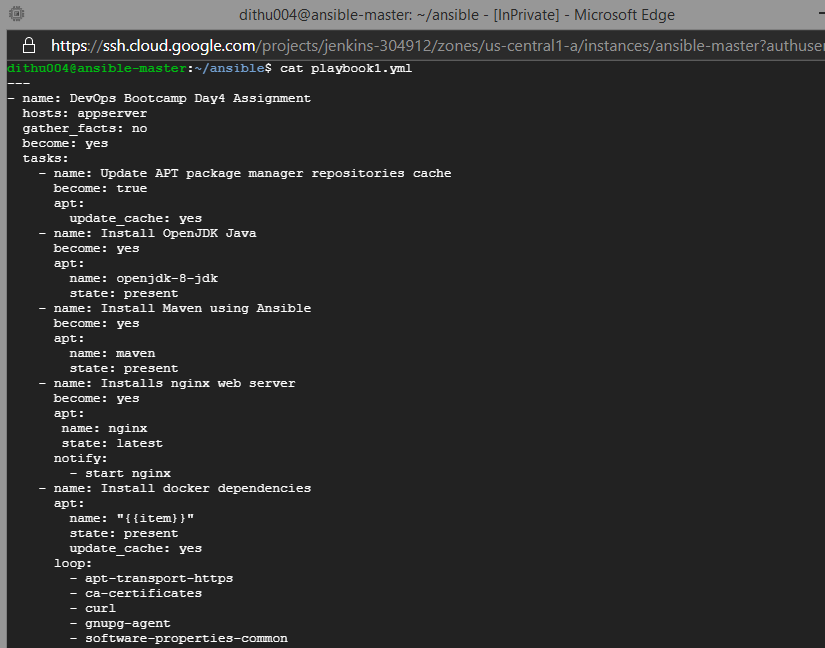 dithu004@ansible-master: ~/ansible - [InPrivate] - Microsoft Edge
https://ssh.cloud.google.com/projects/jenkins-304912/zones/us-central1-a/instances/ansible-master?authuser
dithu004@ansible-master:~/ansible$ cat playbook1.yml
---
- name: DevOps Bootcamp Day4 Assignment
  hosts: appserver
  gather_facts: no
  become: yes
  tasks:
    - name: Update APT package manager repositories cache
      become: true
      apt:
        update_cache: yes
    - name: Install OpenJDK Java
      become: yes
      apt:
        name: openjdk-8-jdk
        state: present
    - name: Install Maven using Ansible
      become: yes
      apt:
        name: maven
        state: present
    - name: Installs nginx web server
      become: yes
      apt:
       name: nginx
       state: latest
      notify:
        - start nginx
    - name: Install docker dependencies
      apt:
        name: "{{item}}"
        state: present
        update_cache: yes
      loop:
        - apt-transport-https
        - ca-certificates
        - curl
        - gnupg-agent
        - software-properties-common